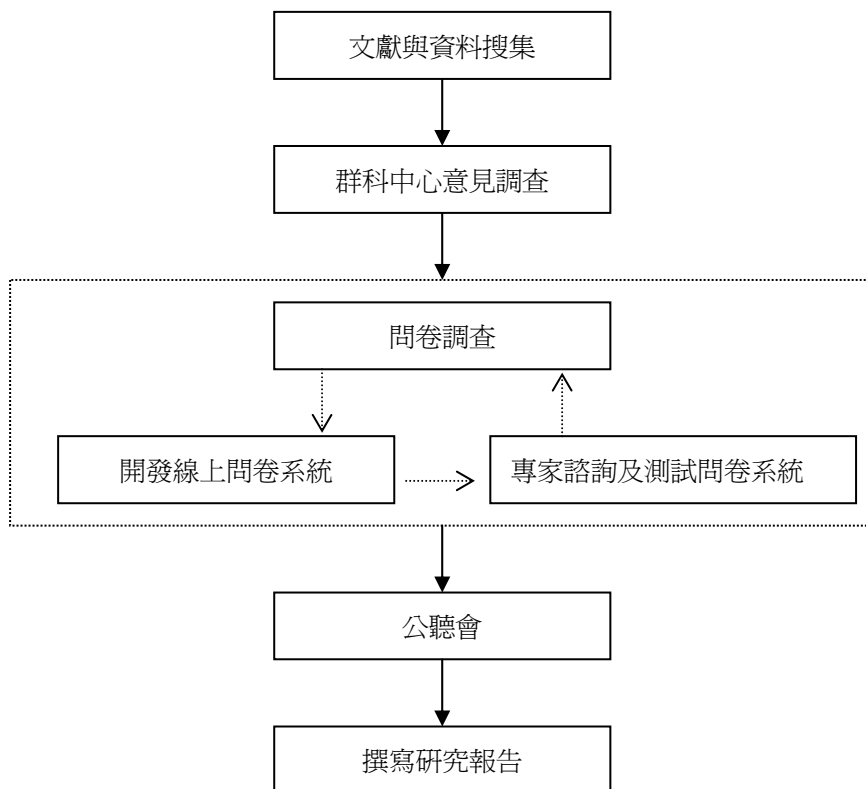 文獻與資料搜集
群科中心意見調查
問卷調查
開發線上問卷系統
專家諮詢及測試問卷系統
公聽會
撰寫研究報告